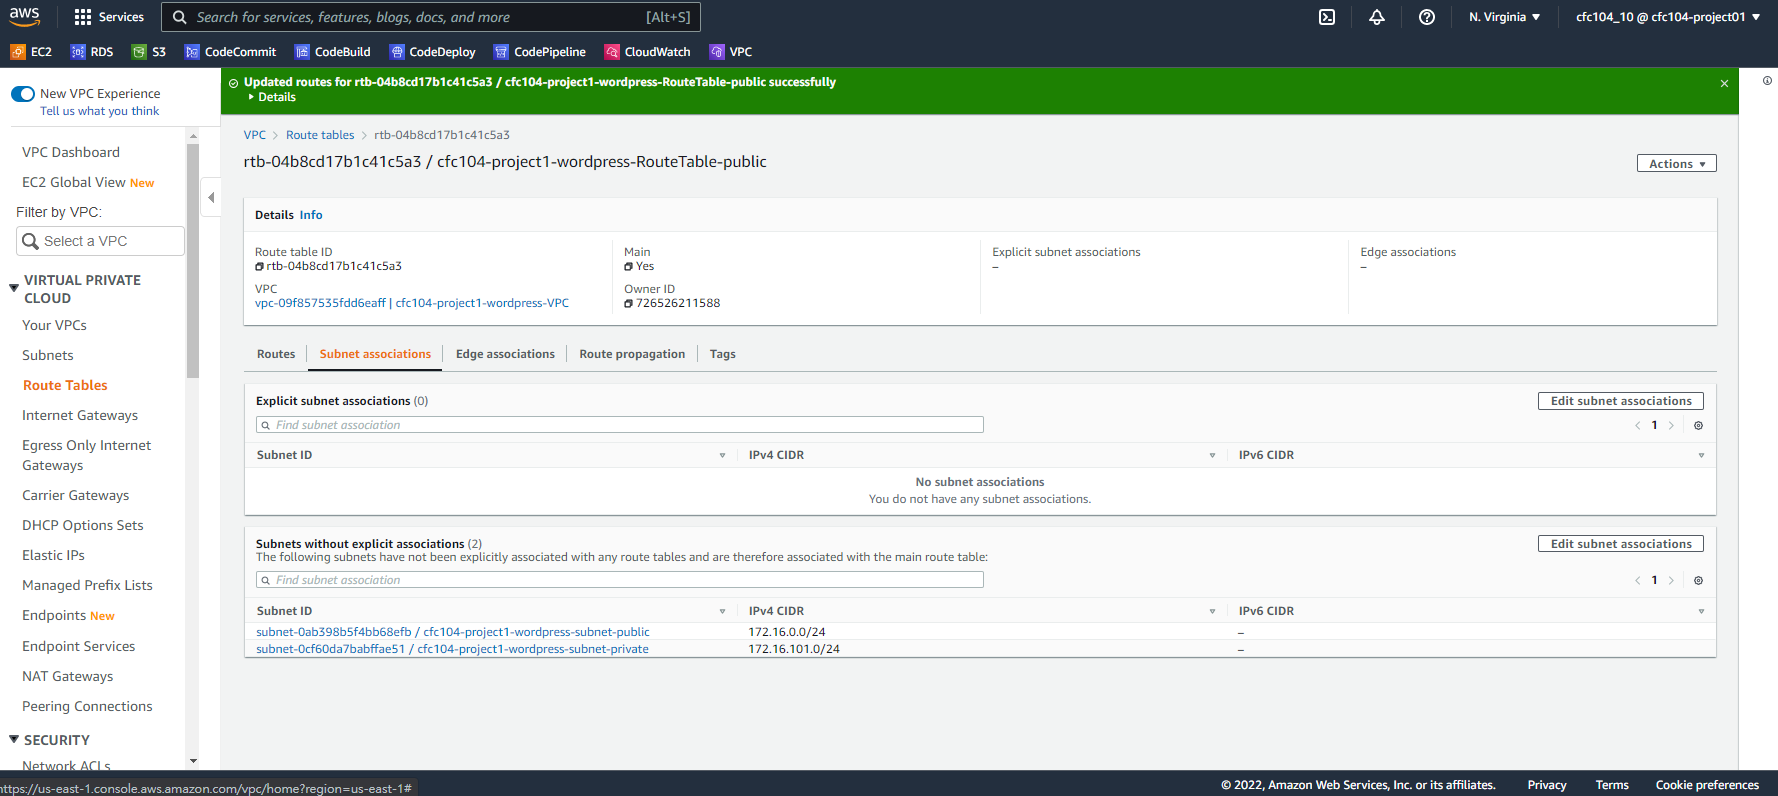 aws
Services
Search for services, features, blogs, docs, and more
[Alt+S]
N. Virginia
cfc104_10 @ cfc104-project01
EC2
RDS
S3
CodeCommit
CodeBuild
CodeDeploy
CodePipeline
CloudWatch
VPC
New VPC Experience
Tell us what you think
VPC Dashboard
EC2 Global View New
Filter by VPC:
Select a VPC
VIRTUAL PRIVATE
CLOUD
Your VPCs
Subnets
Route Tables
Internet Gateways
Egress Only Internet
Gateways
Carrier Gateways
DHCP Options Sets
Elastic IPs
Managed Prefix Lists
Endpoints New
Endpoint Services
NAT Gateways
Peering Connections
SECURITY
Network ACLs
Updated routes for rtb-04b8cd17b1c41c5a3 / cfc104-project1-wordpress-RouteTable-public successfully
Details
VPC > Route tables > rtb-04b8cd17b1c41c5a3
rtb-04b8cd17b1c41c5a3 / cfc104-project1-wordpress-RouteTable-public
Actions
Details Info
Route table ID
rtb-04b8cd17b1c41c5a3
Main
Yes
Explicit subnet associations
–
Edge associations
–
VPC
vpc-09f857535fdd6eaff | cfc104-project1-wordpress-VPC
Owner ID
726526211588
Routes
Subnet associations
Edge associations
Route propagation
Tags
Explicit subnet associations (0)
Edit subnet associations
Find subnet association
1
Subnet ID
IPv4 CIDR
IPv6 CIDR
No subnet associations
You do not have any subnet associations.
Subnets without explicit associations (2)
The following subnets have not been explicitly associated with any route tables and are therefore associated with the main route table:
Edit subnet associations
Find subnet association
1
Subnet ID
IPv4 CIDR
IPv6 CIDR
subnet-0ab398b5f4bb68efb / cfc104-project1-wordpress-subnet-public
172.16.0.0/24
–
subnet-0cf60da7babffae51 / cfc104-project1-wordpress-subnet-private
172.16.101.0/24
–
https://us-east-1.console.aws.amazon.com/vpc/home?region=us-east-1#
© 2022, Amazon Web Services, Inc. or its affiliates.
Privacy
Terms
Cookie preferences